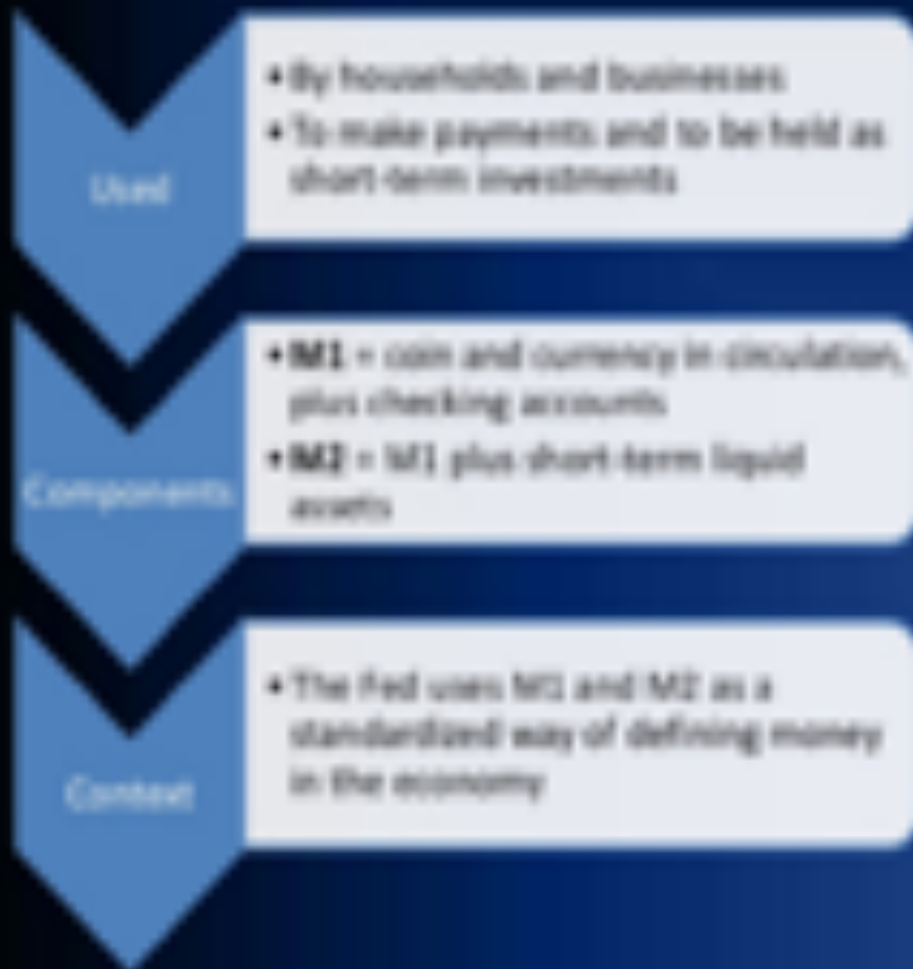 Used
• By households and businesses
• To make payments and to be held as
short-term investments
Components
• M1 = coin and currency in circulation,
plus checking accounts
• M2 = M1 plus short-term liquid
assets
Context
• The Fed uses M1 and M2 as a
standardized way of defining money
in the economy